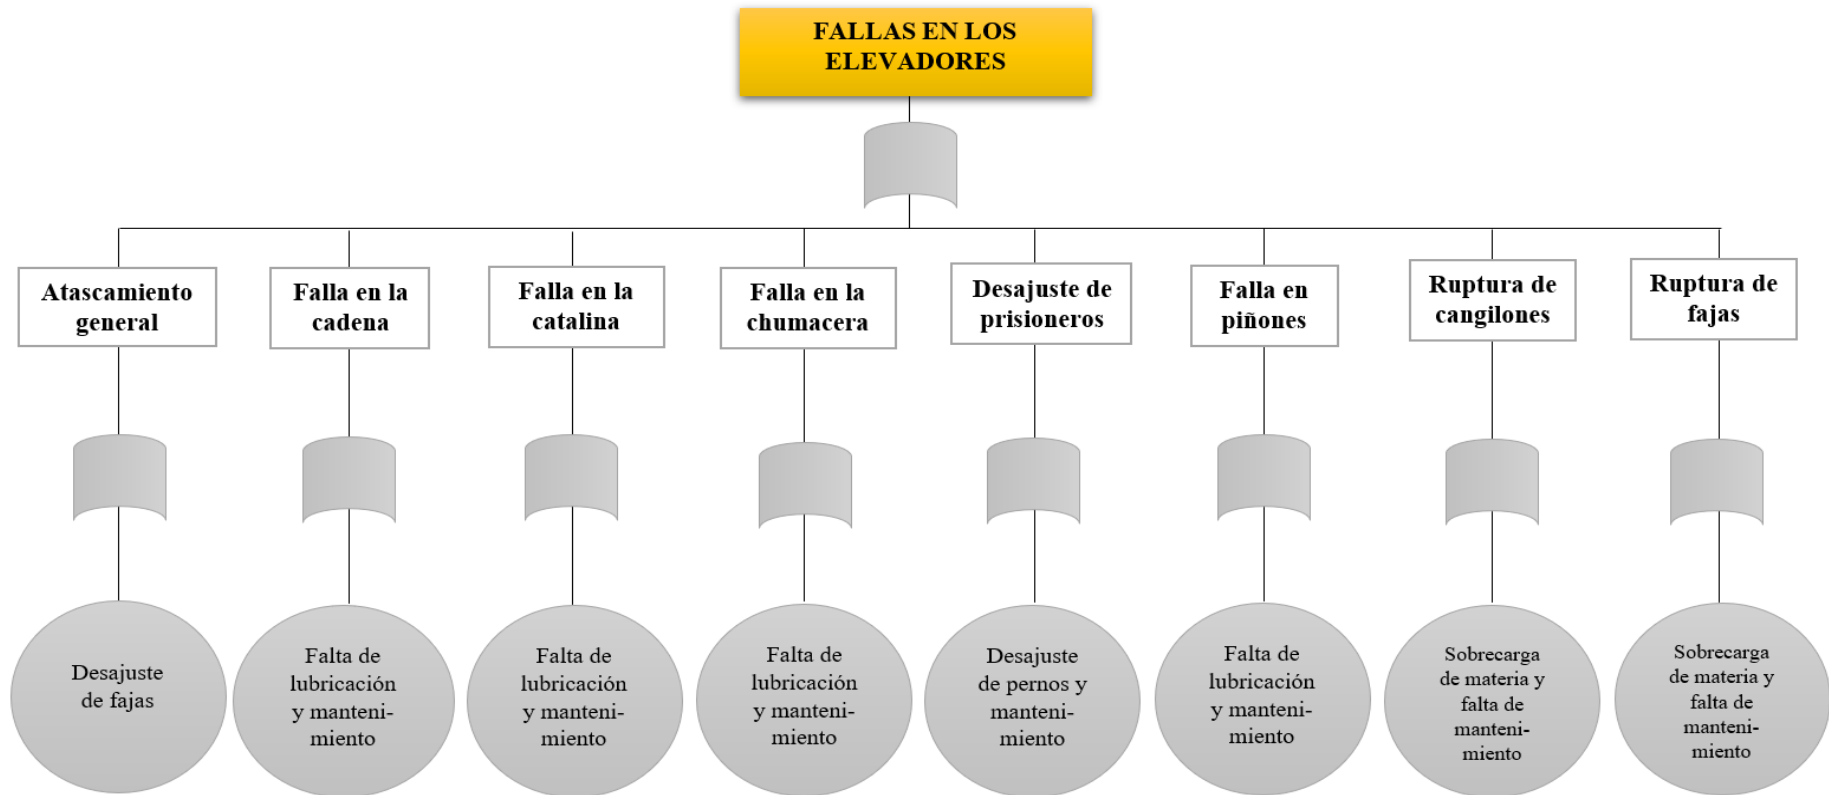 FALLAS EN LOS
ELEVADORES
Atascamiento
general
Falla en la
cadena
Falla en la
catalina
Falla en la
chumacera
Desajuste de
prisioneros
Falla en
piñones
Ruptura de
cangilones
Ruptura de
fajas
Desajuste
de fajas
Falta de
lubricación
y manteni-
miento
Falta de
lubricación
y manteni-
miento
Falta de
lubricación
y manteni-
miento
Desajuste
de pernos y
manteni-
miento
Falta de
lubricación
y manteni-
miento
Sobrecarga
de materia y
falta de
manteni-
miento
Sobrecarga
de materia y
falta de
manteni-
miento